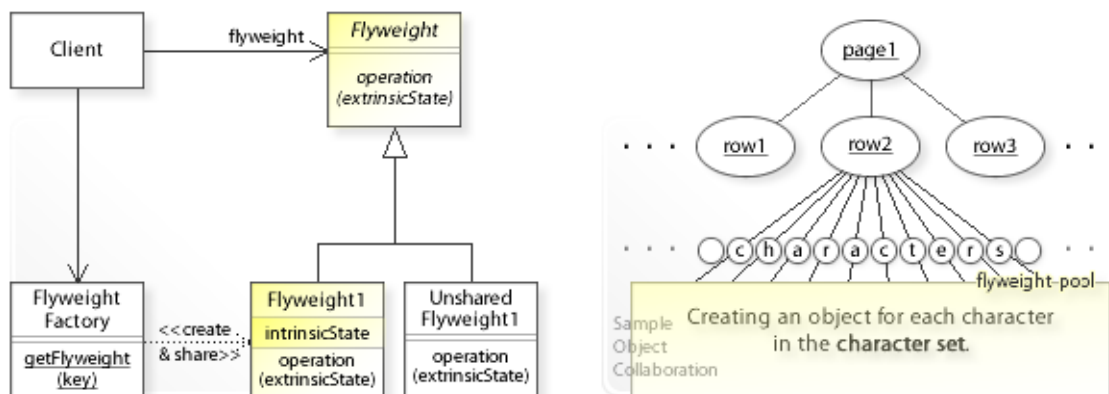 Client
flyweight
Flyweight
operation
(extrinsicState)
Flyweight
Factory
getFlyweight
(key)
<<create
& share>>
Flyweight1
intrinsicState
operation
(extrinsicState)
Unshared
Flyweight1
operation
(extrinsicState)
page1
. . . row1 row2 row3 . .
. . . c h a r a c t e r s . .
flyweight-pool
Sample
Object
Collaboration
Creating an object for each character
in the character set.